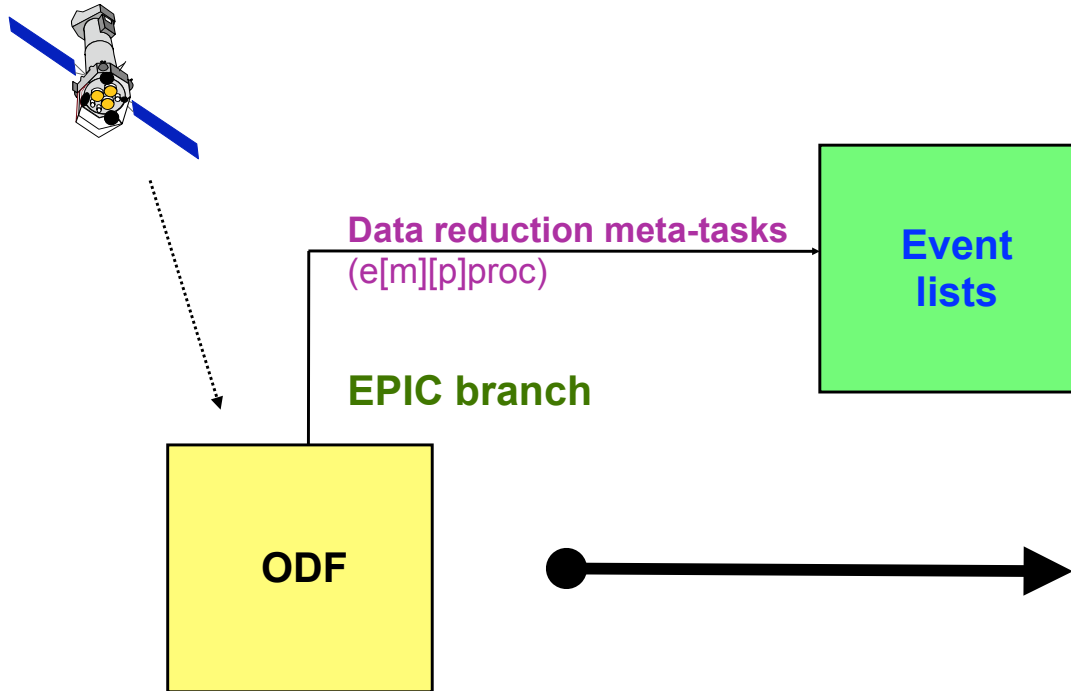 Data reduction meta-tasks
(e[m][p]proc)
Event
lists
EPIC branch
ODF